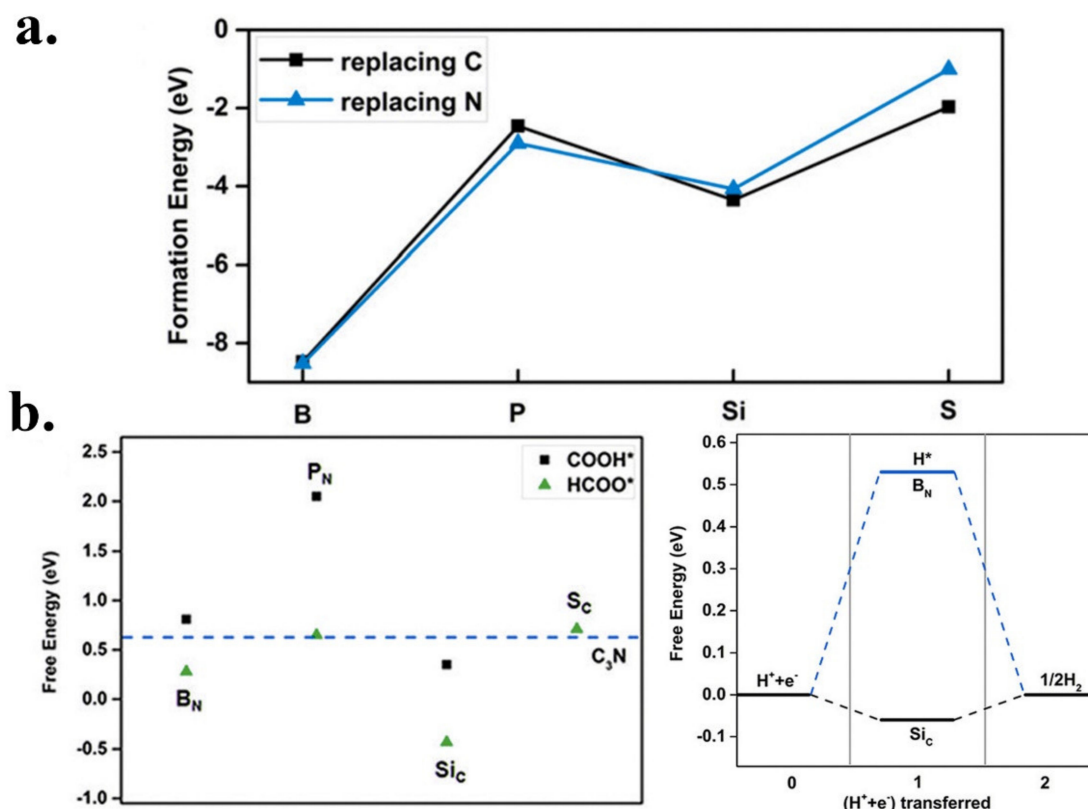 a.
0
-2
-4
-6
-8
Formation Energy (eV)
replacing C
replacing N
B P Si S
b.
2.5
2.0
1.5
1.0
0.5
0.0
-0.5
-1.0
Free Energy (eV)
COOH*
HCOO*
P_N
S_C
C_3N
B_N
Si_C
0.6
0.5
0.4
0.3
0.2
0.1
0.0
-0.1
Free Energy (eV)
H*
B_N
H⁺+e⁻
1/2H₂
Si_C
0 1 2
(H⁺+e⁻) transferred